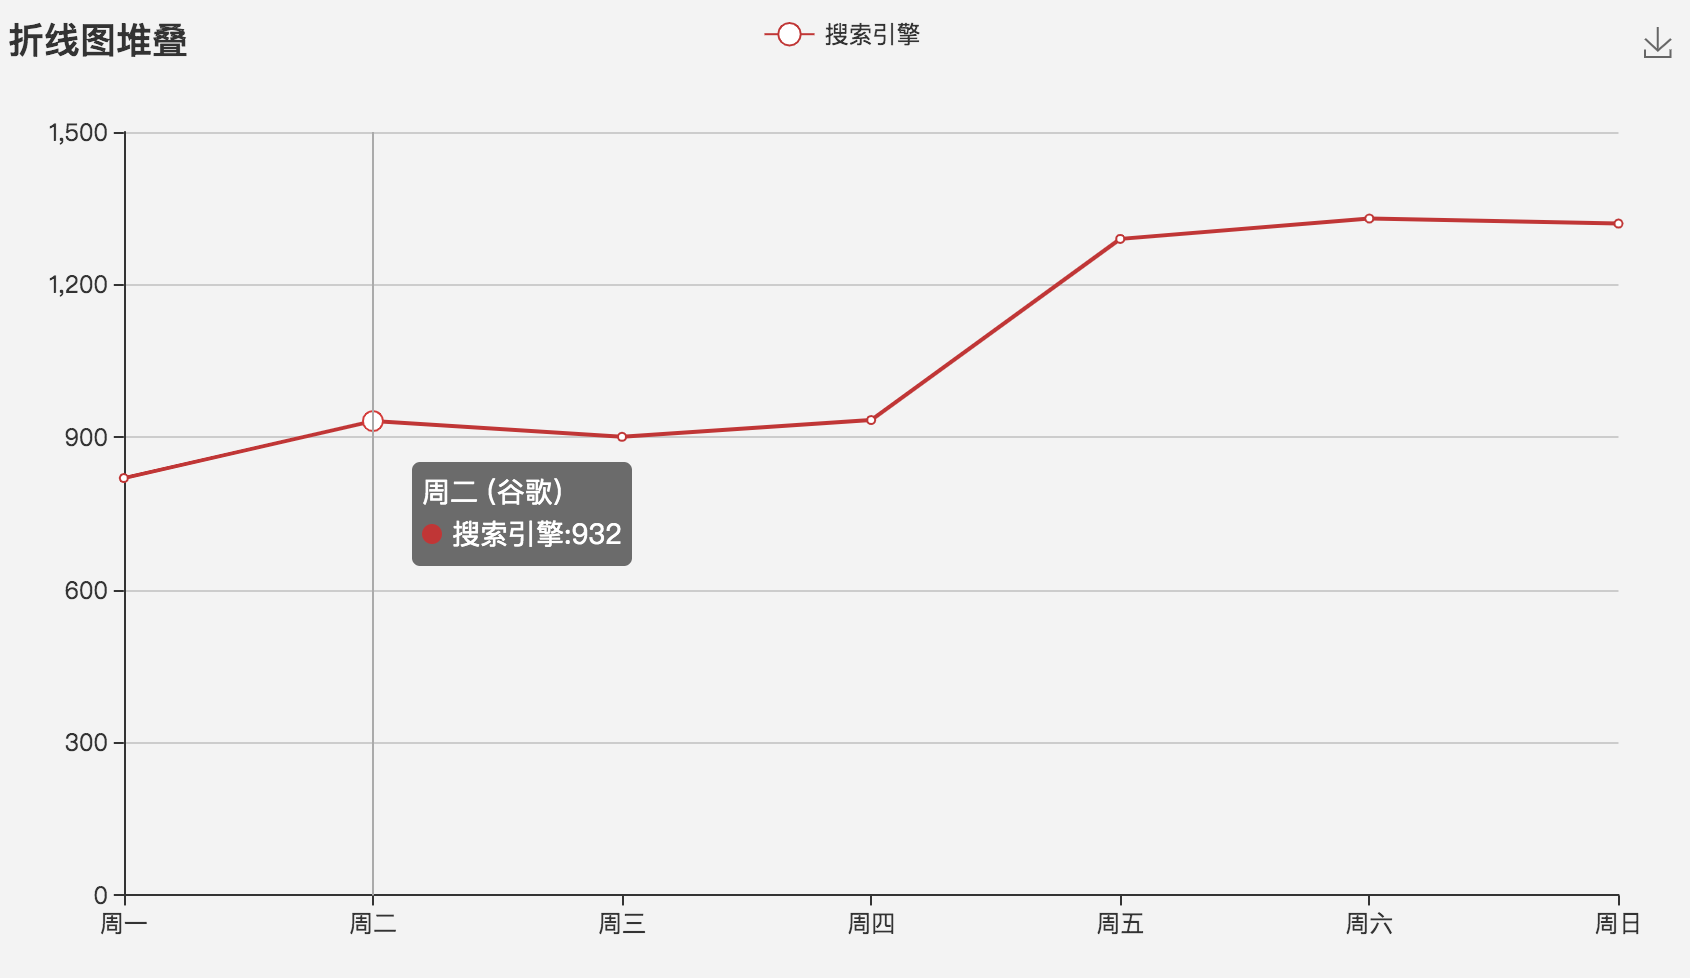 折线图堆叠
搜索引擎
1,500
1,200
900
600
300
0
周二 (谷歌)
搜索引擎:932
周一 周二 周三 周四 周五 周六 周日